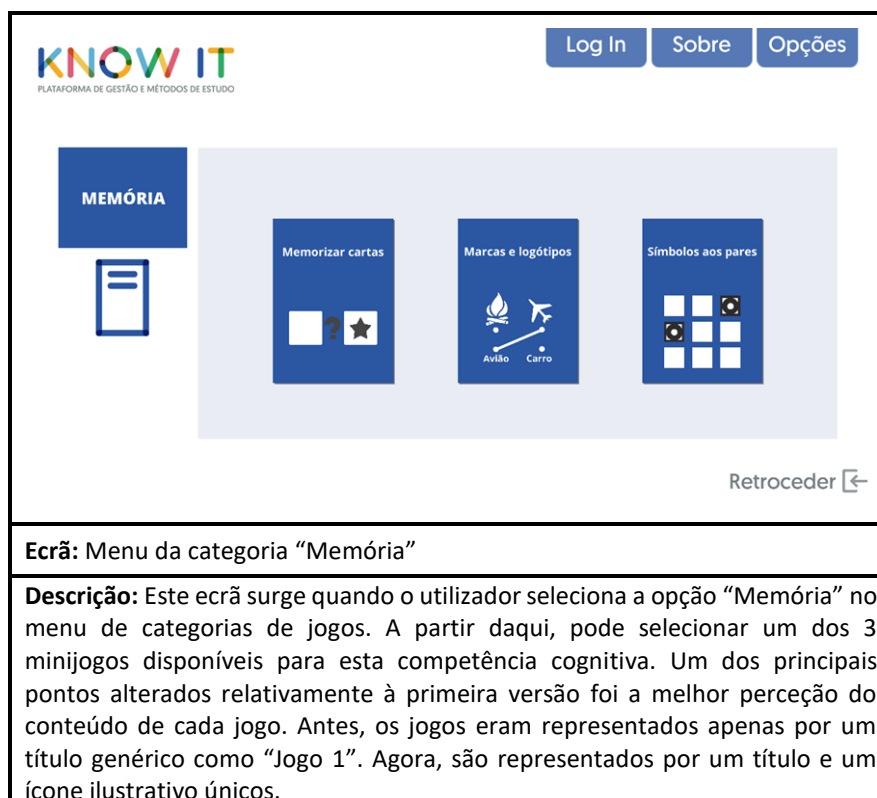 Log In
Sobre
Opções
KNOW IT
PLATAFORMA DE GESTÃO E MÉTODOS DE ESTUDO
MEMÓRIA
Memorizar cartas
?
Marcas e logótipos
Avião Carro
Símbolos aos pares
Retroceder
Ecrã: Menu da categoria “Memória”
Descrição: Este ecrã surge quando o utilizador seleciona a opção “Memória” no
menu de categorias de jogos. A partir daqui, pode selecionar um dos 3
minijogos disponíveis para esta competência cognitiva. Um dos principais
pontos alterados relativamente à primeira versão foi a melhor perceção do
conteúdo de cada jogo. Antes, os jogos eram representados apenas por um
título genérico como “Jogo 1”. Agora, são representados por um título e um
ícone ilustrativo únicos.